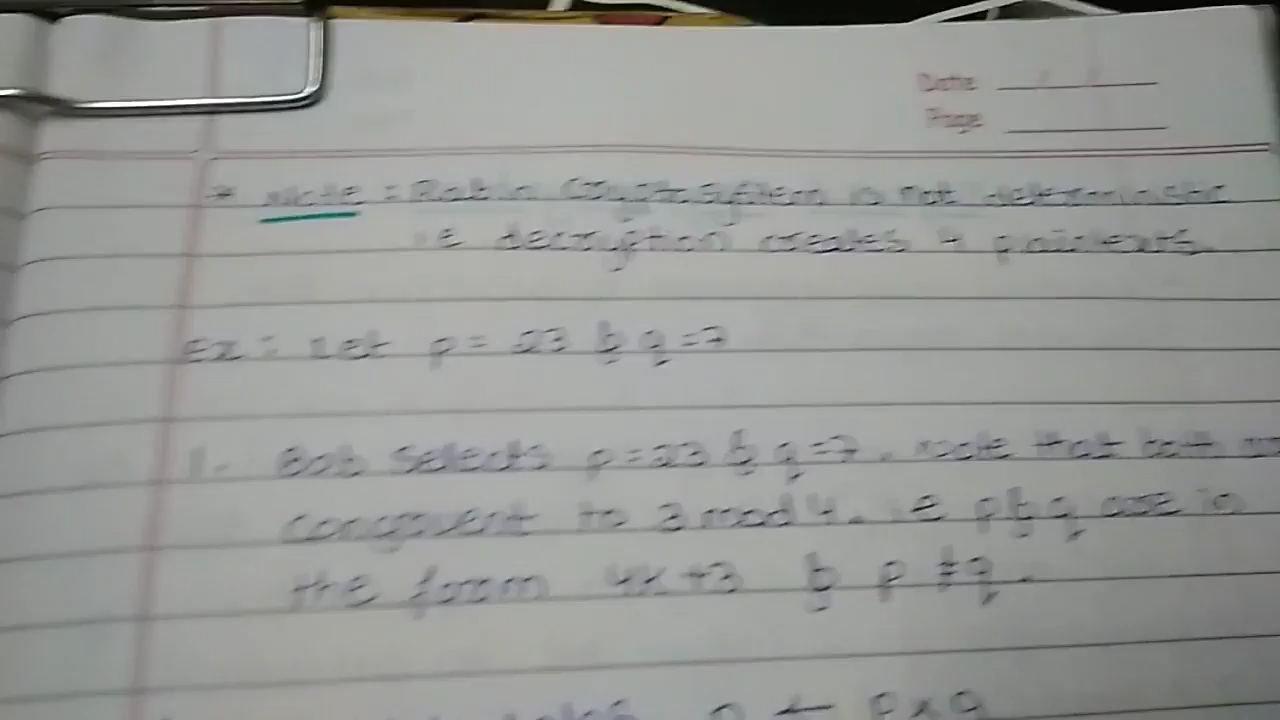 Date
Page
* Note : Rabin Cryptosystem is not deterministic
i.e decryption creates 4 plaintexts.
Ex : Let p = 23 & q = 7
1. Bob selects p = 23 & q = 7. Note that both
congruent to 3 mod 4. i.e p & q are in
the form 4k + 3 & p ≠ q.
n ← p x q